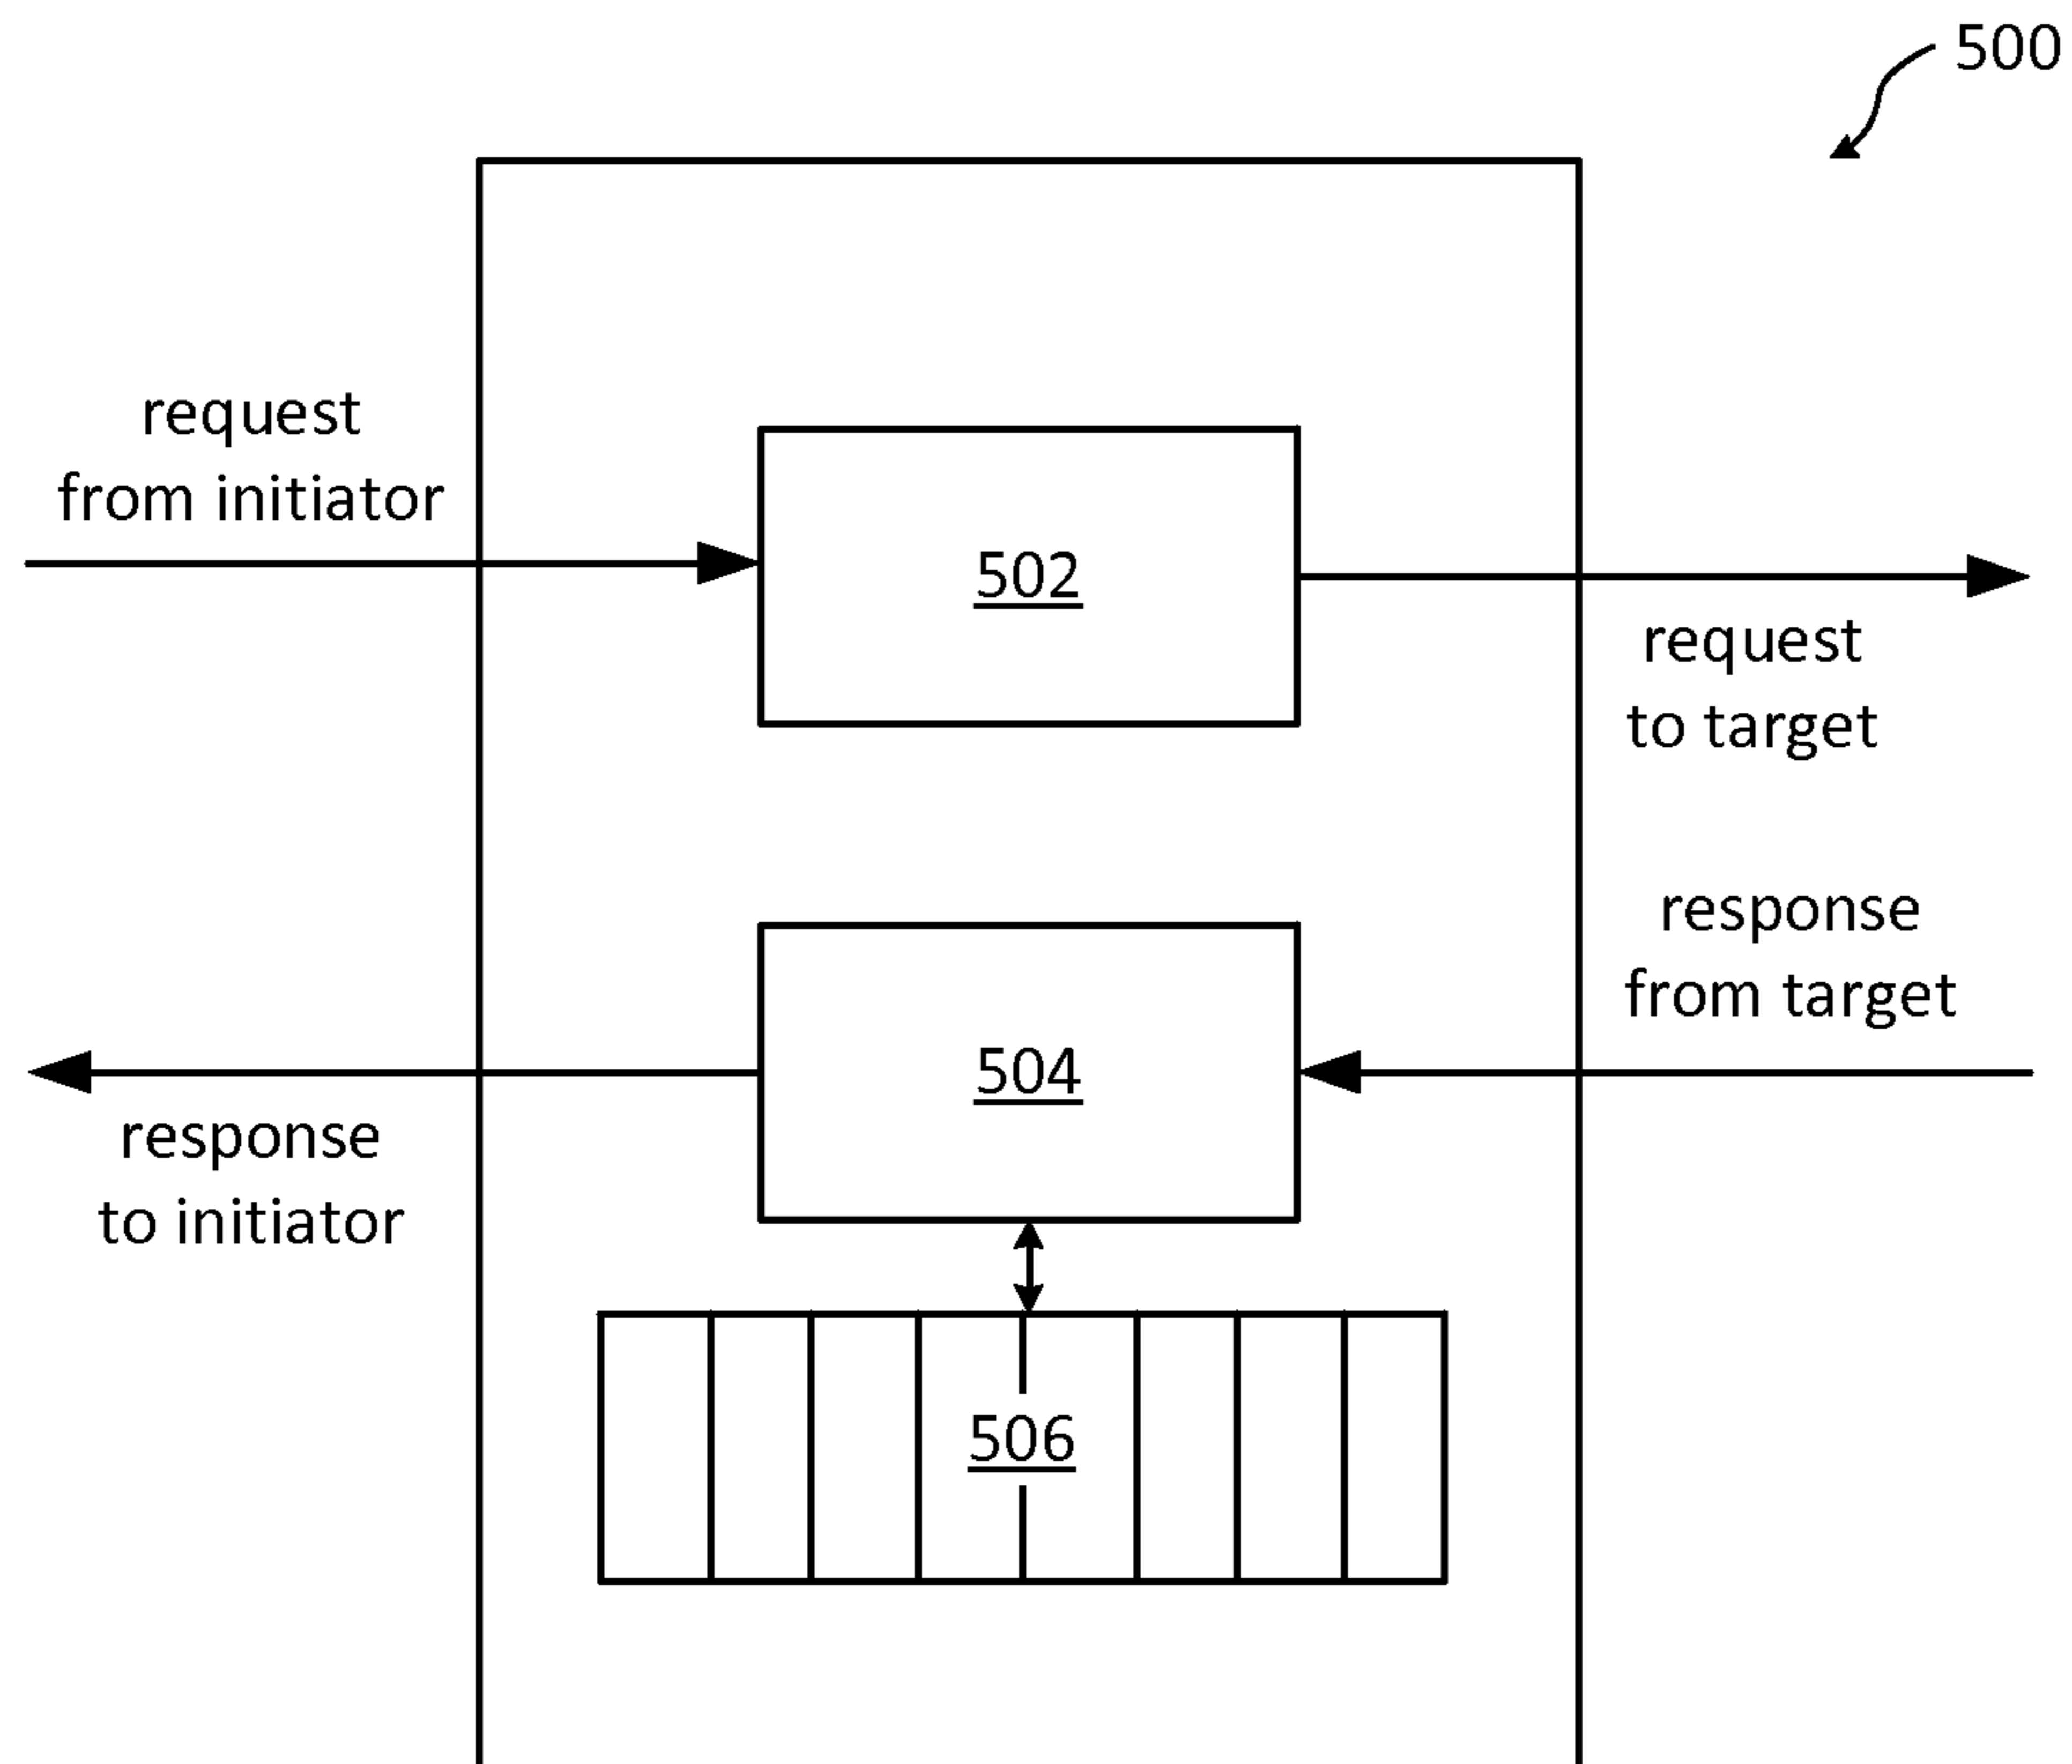 500
request
from initiator
502
request
to target
response
from target
504
response
to initiator
506